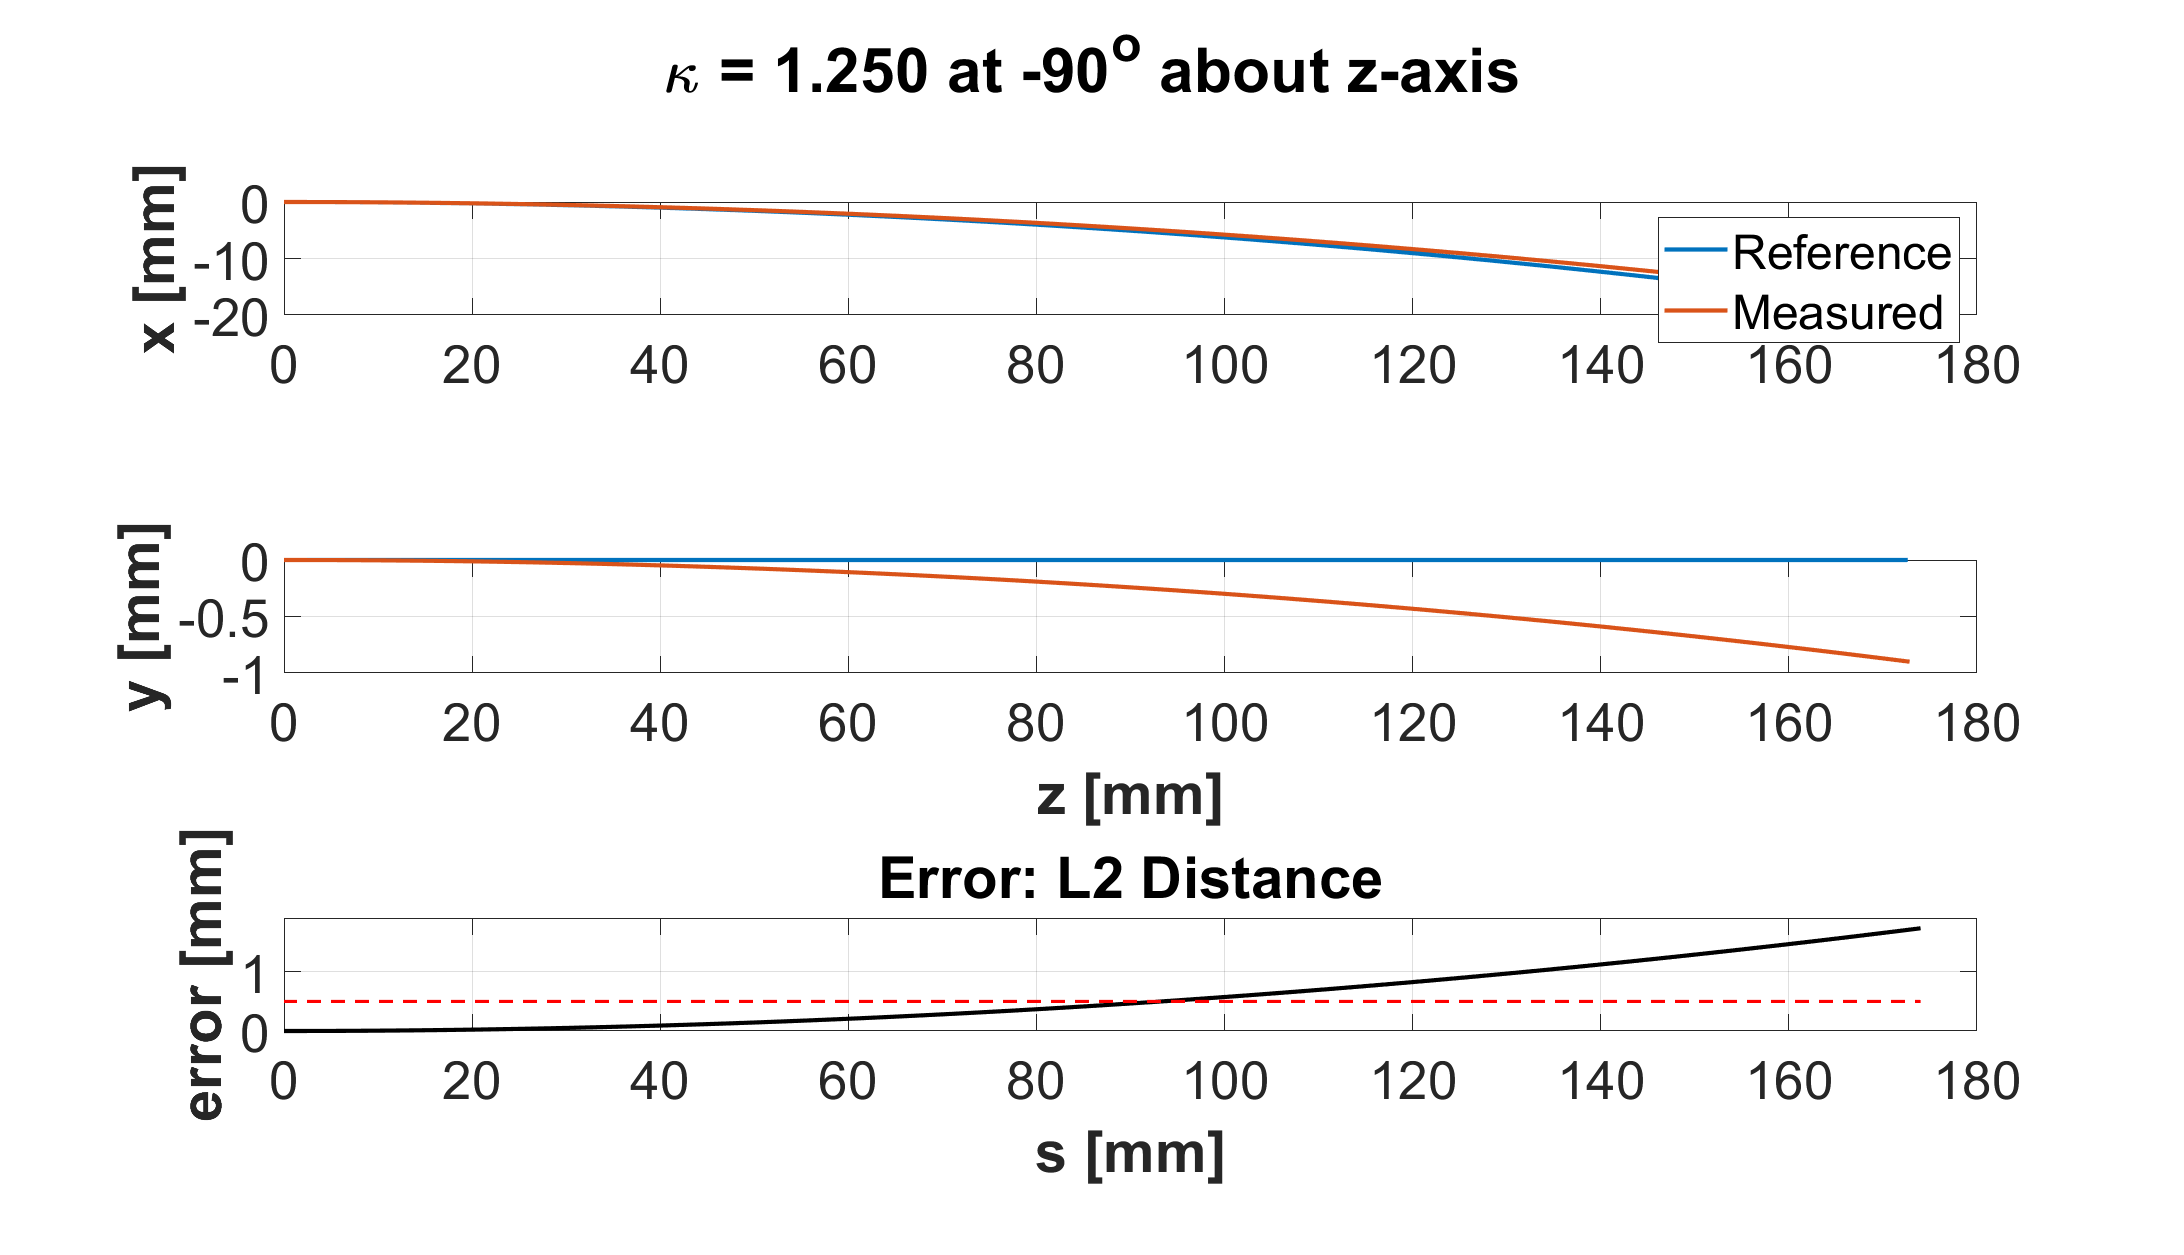 κ = 1.250 at -90° about z-axis
x [mm]
0
-10
-20
0 20 40 60 80 100 120 140 160 180
Reference
Measured
y [mm]
0
-0.5
-1
0 20 40 60 80 100 120 140 160 180
z [mm]
Error: L2 Distance
error [mm]
1
0
0 20 40 60 80 100 120 140 160 180
s [mm]